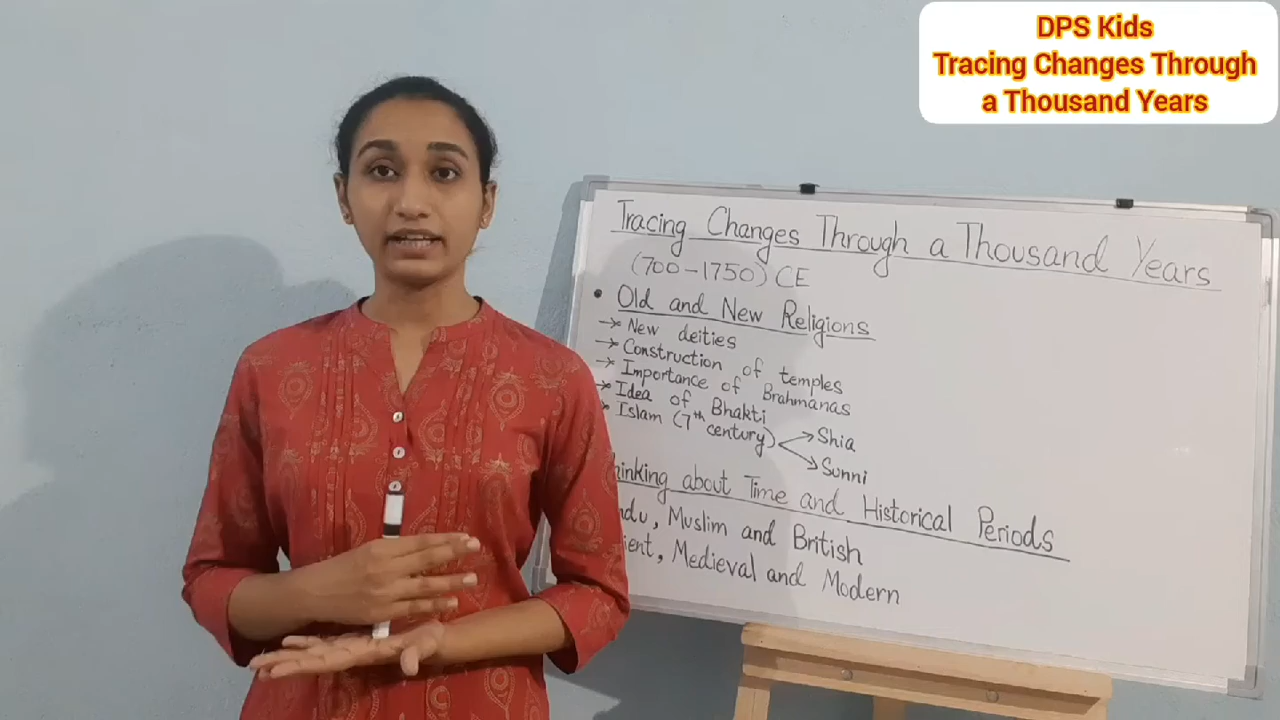 DPS Kids
Tracing Changes Through
a Thousand Years
Tracing Changes Through a Thousand Years
(700-1750) CE
• Old and New Religions
→ New deities
→ Construction of temples
→ Importance of Brahmanas
→ Idea of Bhakti
→ Islam (7th century) → Shia
→ Sunni
about Time and Historical Periods
Muslim and British
Medieval and Modern